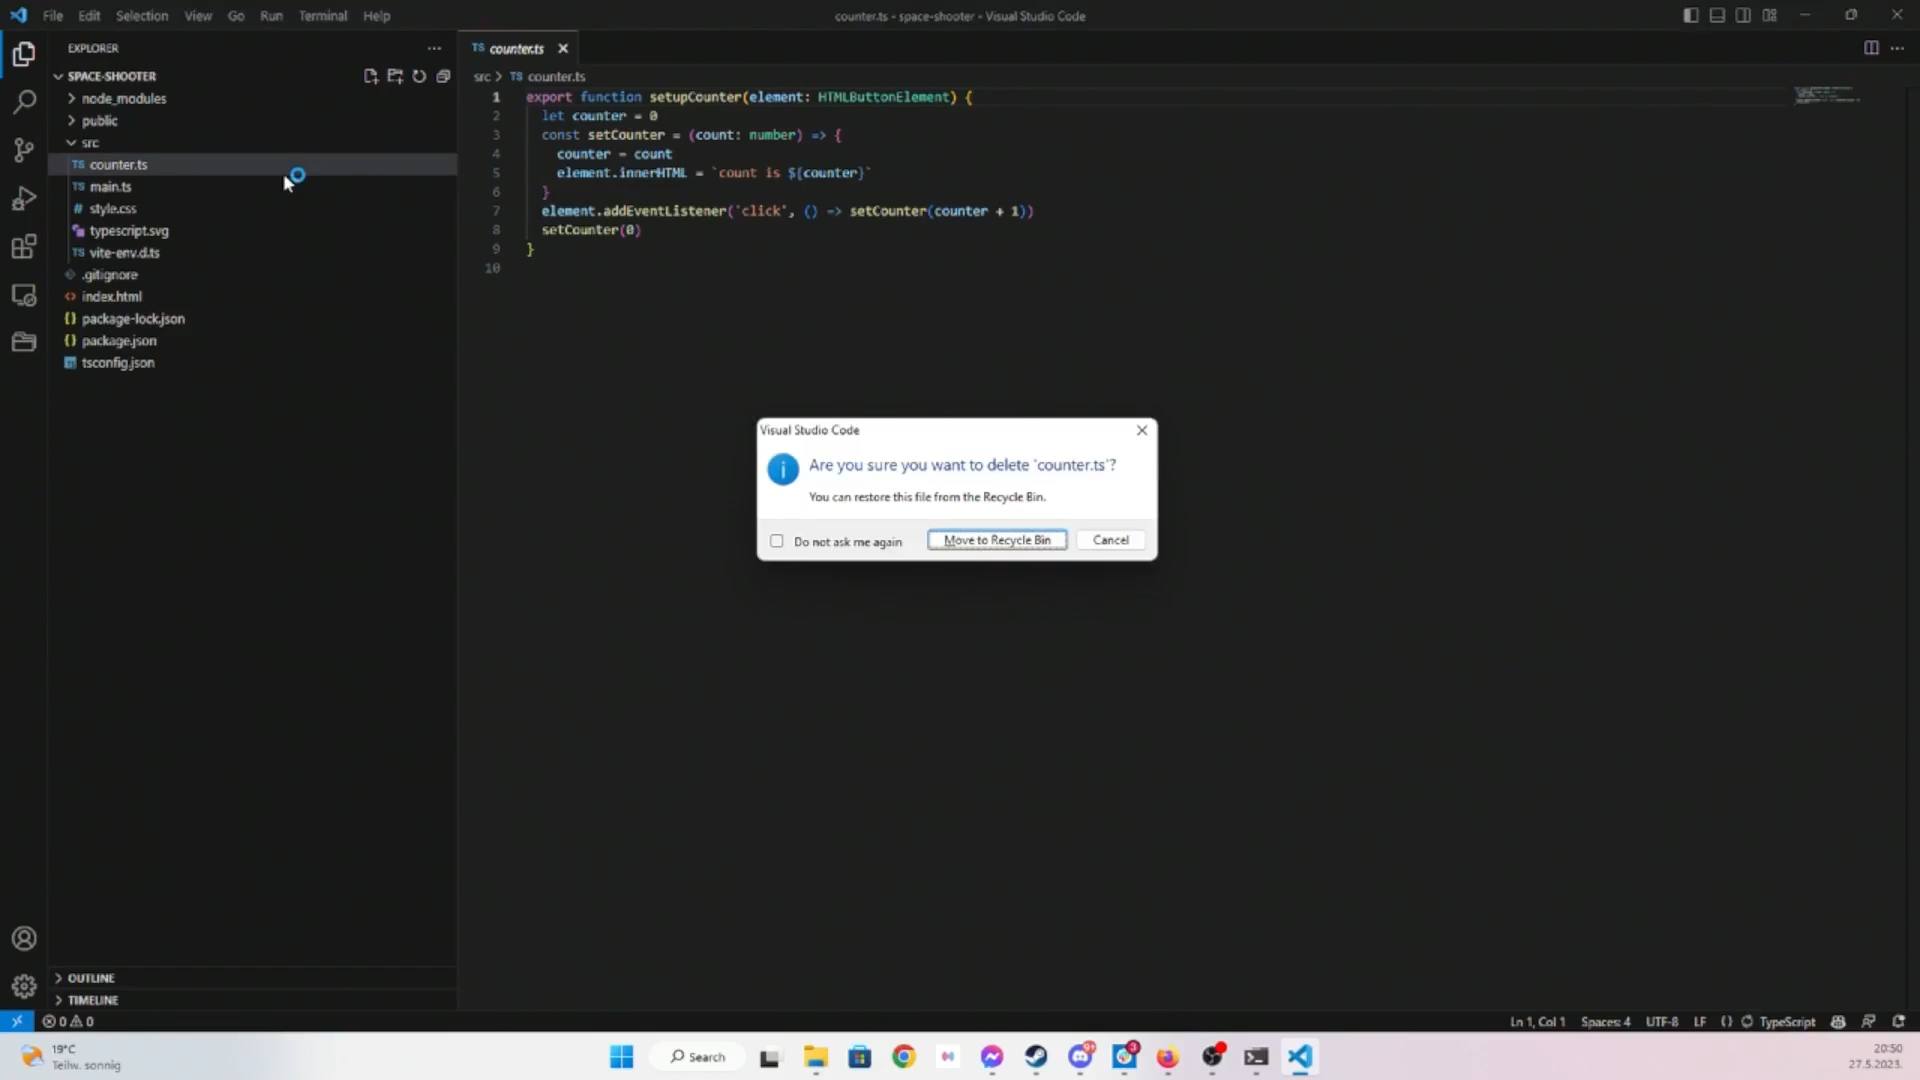 File Edit Selection View Go Run Terminal Help
counter.ts - space-shooter - Visual Studio Code
EXPLORER
SPACE-SHOOTER
node_modules
public
src
TS counter.ts
TS main.ts
# style.css
typescript.svg
TS vite-env.d.ts
.gitignore
<> index.html
{} package-lock.json
{} package.json
tsconfig.json
OUTLINE
TIMELINE
TS counter.ts
src > TS counter.ts
1 export function setupCounter(element: HTMLButtonElement) {
2 let counter = 0
3 const setCounter = (count: number) => {
4 counter = count
5 element.innerHTML = `count is ${counter}`
6 }
7 element.addEventListener('click', () => setCounter(counter + 1))
8 setCounter(0)
9 }
10
Visual Studio Code
Are you sure you want to delete 'counter.ts'?
You can restore this file from the Recycle Bin.
Do not ask me again
Move to Recycle Bin
Cancel
0 0
Ln 1, Col 1 Spaces: 4 UTF-8 LF {} TypeScript
19°C
Teilw. sonnig
Search
9+
3
20:50
27.5.2023.